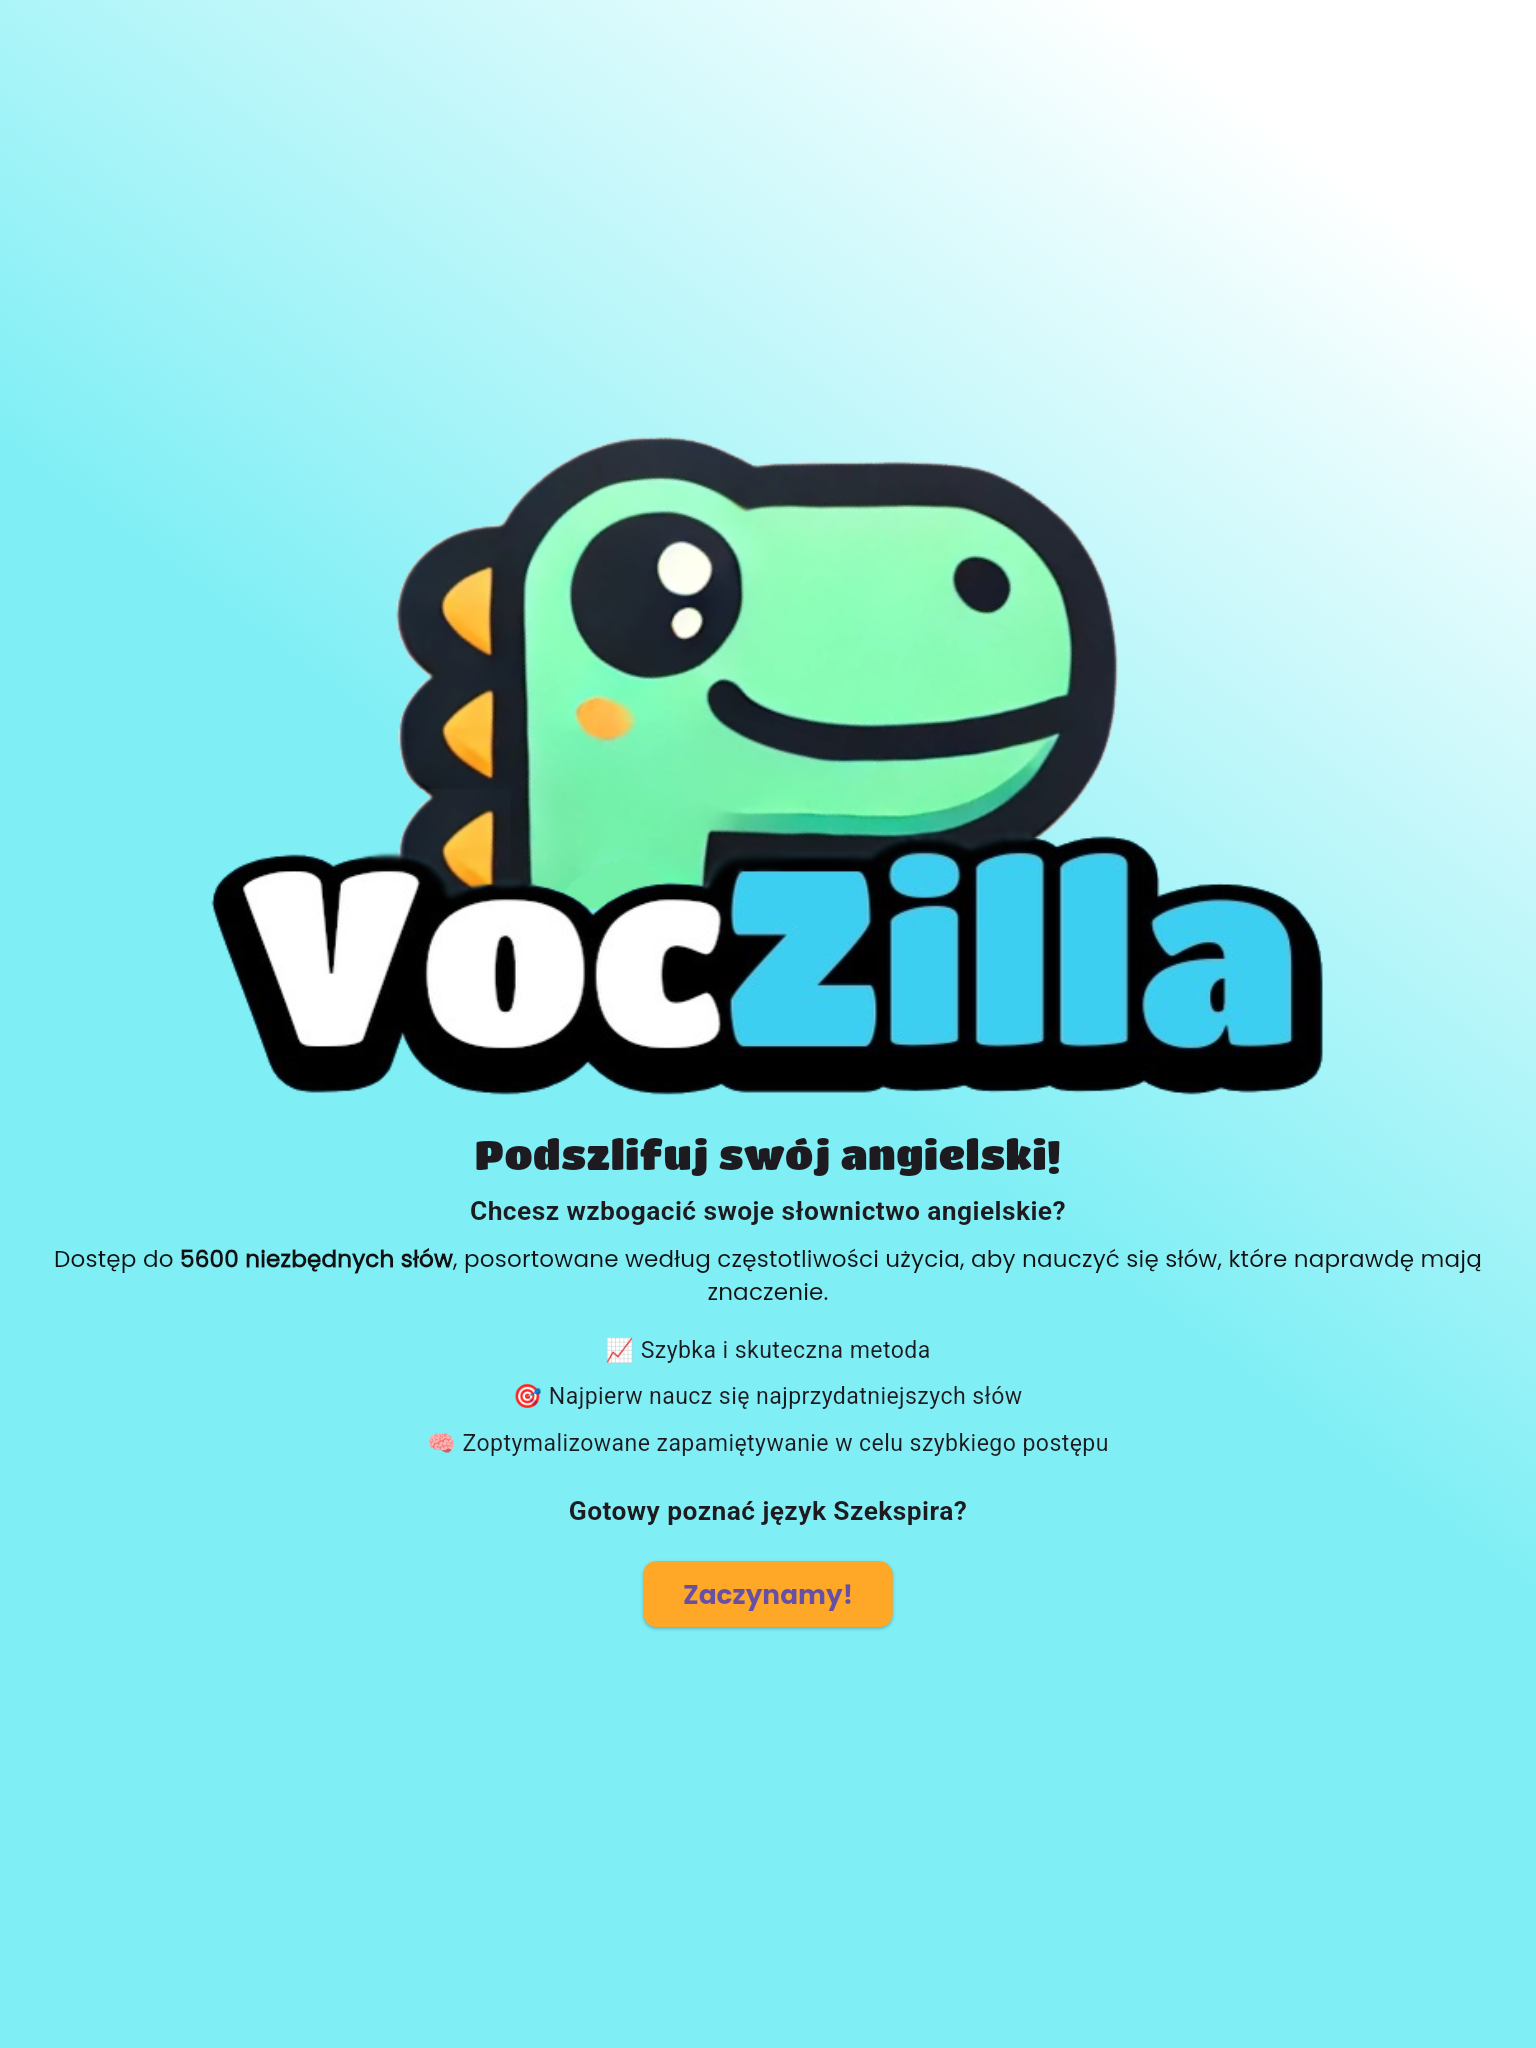 VocZilla
Podszlifuj swój angielski!
Chcesz wzbogacić swoje słownictwo angielskie?
Dostęp do 5600 niezbędnych słów, posortowane według częstotliwości użycia, aby nauczyć się słów, które naprawdę mają
znaczenie.
📈 Szybka i skuteczna metoda
🎯 Najpierw naucz się najprzydatniejszych słów
🧠 Zoptymalizowane zapamiętywanie w celu szybkiego postępu
Gotowy poznać język Szekspira?
Zaczynamy!